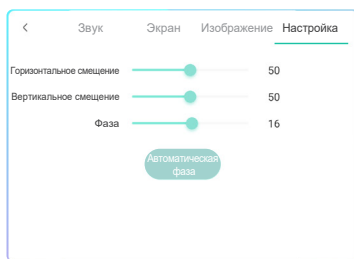 Звук Экран Изображение Настройка
Горизонтальное смещение 50
Вертикальное смещение 50
Фаза 16
Автоматическая
фаза